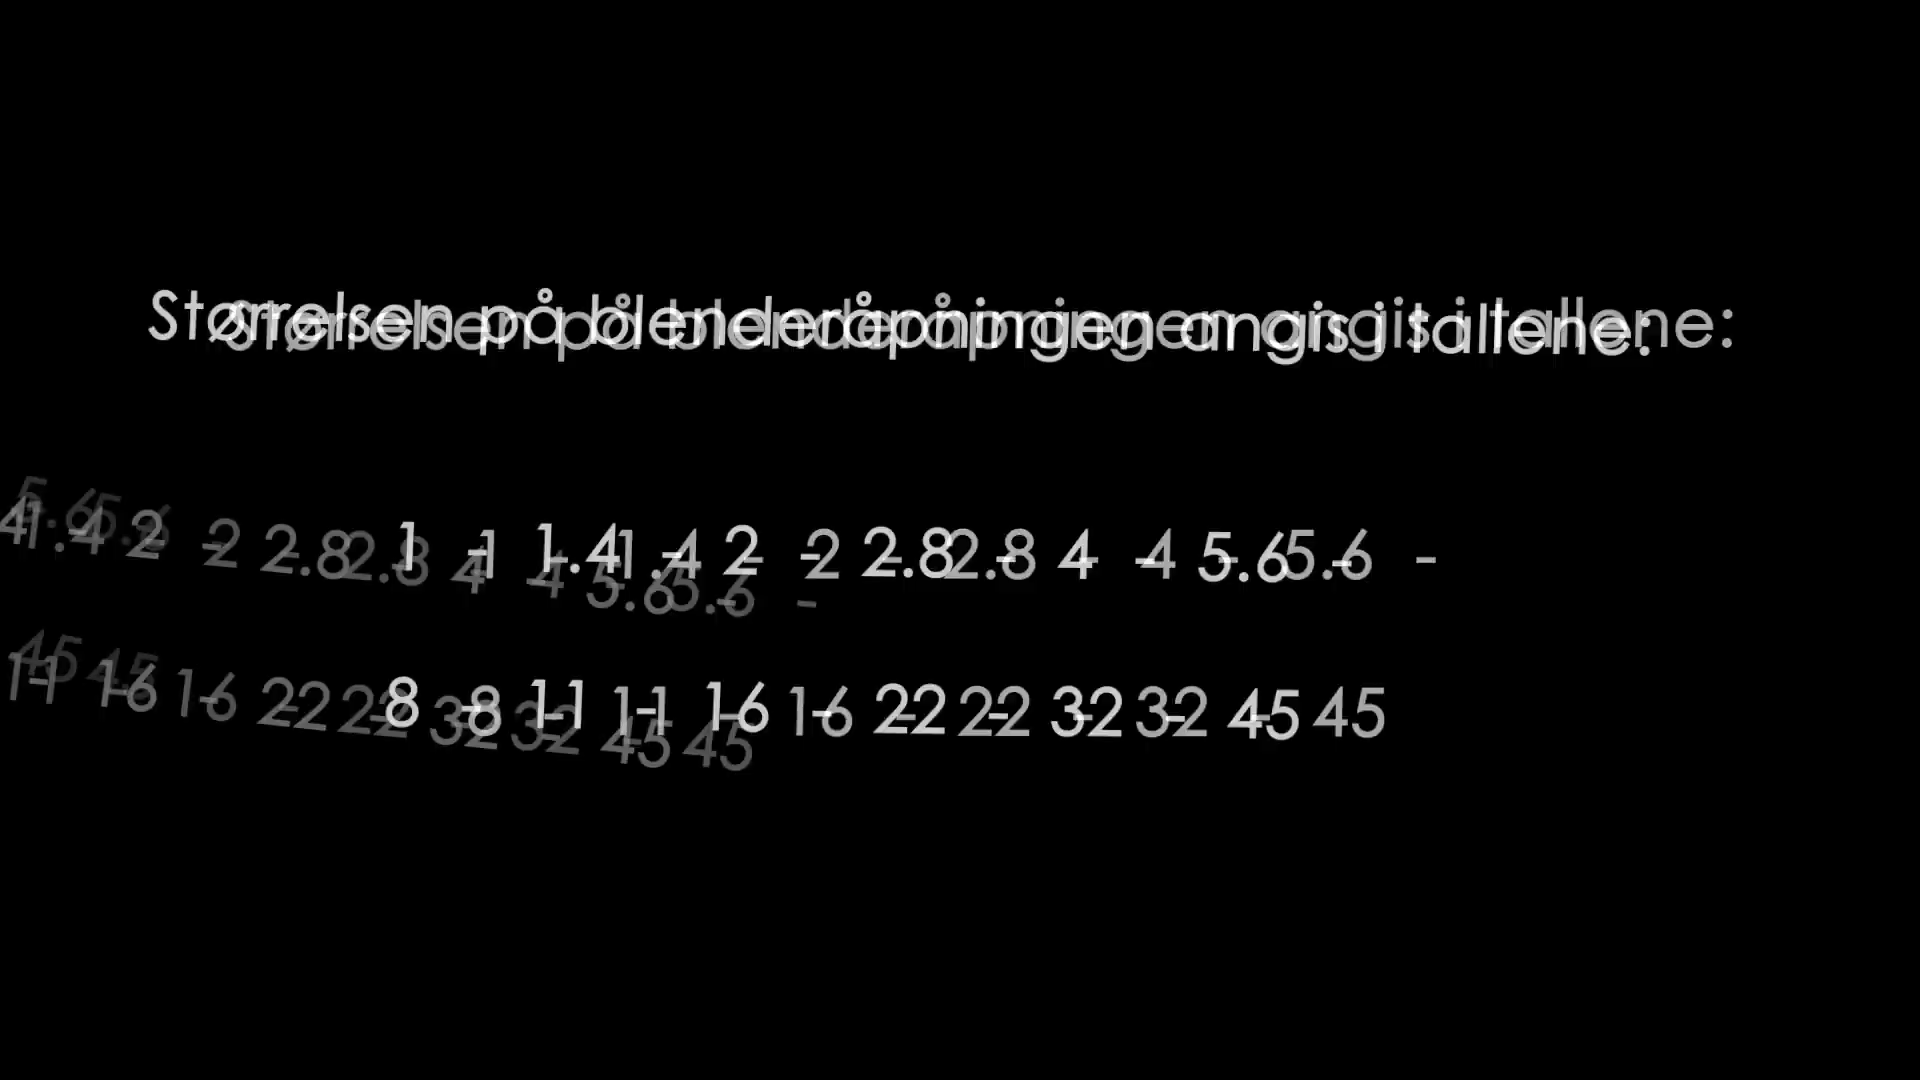 Størrelsen på blenderåpningen angis i tallene:
1 - 1.4 - 2 - 2.8 - 4 - 5.6 -
8 - 11 - 16 - 22 - 32 - 45